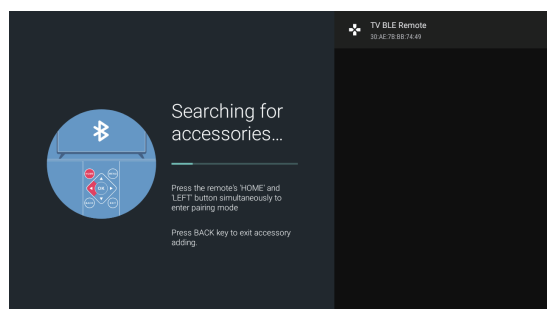 Searching for
accessories...
Press the remote's 'HOME' and
'LEFT' button simultaneously to
enter pairing mode
Press BACK key to exit accessory
adding.
OK
TV BLE Remote
30:AE:7B:BB:74:49